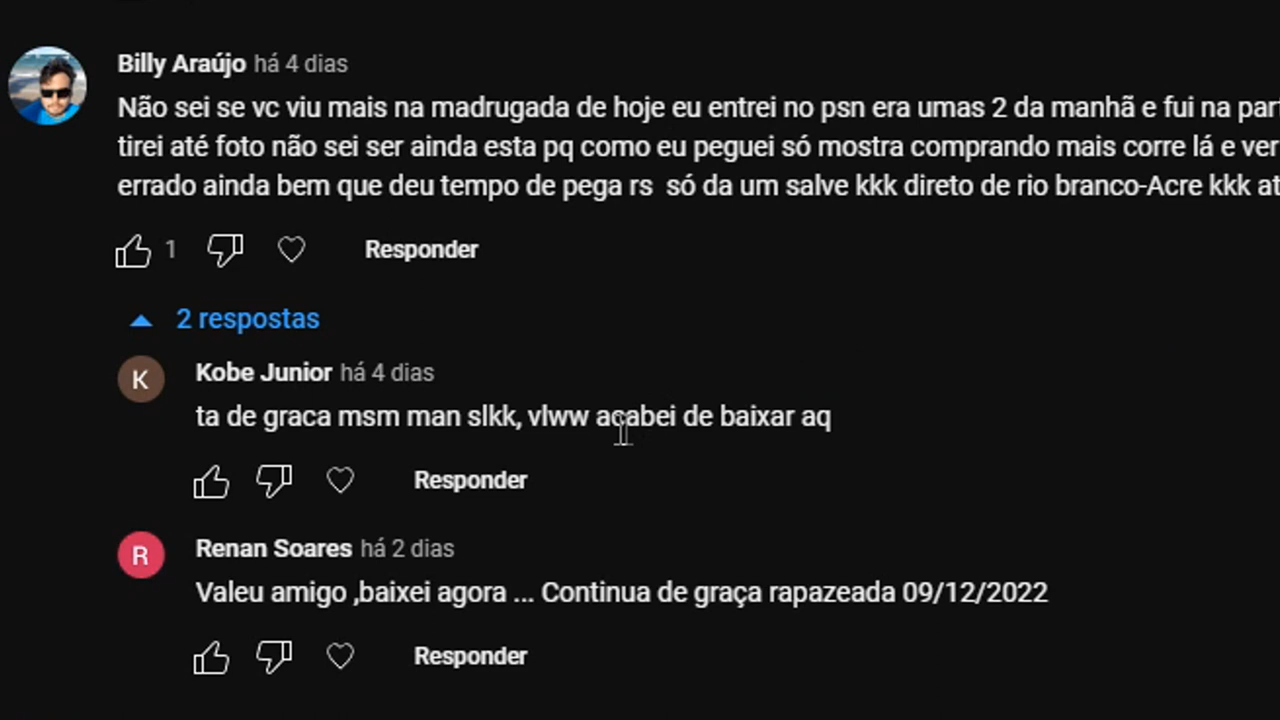 Billy Araújo há 4 dias
Não sei se vc viu mais na madrugada de hoje eu entrei no psn era umas 2 da manhã e fui na
tirei até foto não sei ser ainda esta pq como eu peguei só mostra comprando mais corre lá e
errado ainda bem que deu tempo de pega rs só da um salve kkk direto de rio branco-Acre kkk
1
Responder
2 respostas
K
Kobe Junior há 4 dias
ta de graca msm man slkk, vlww acabei de baixar aq
Responder
R
Renan Soares há 2 dias
Valeu amigo ,baixei agora ... Continua de graça rapazeada 09/12/2022
Responder